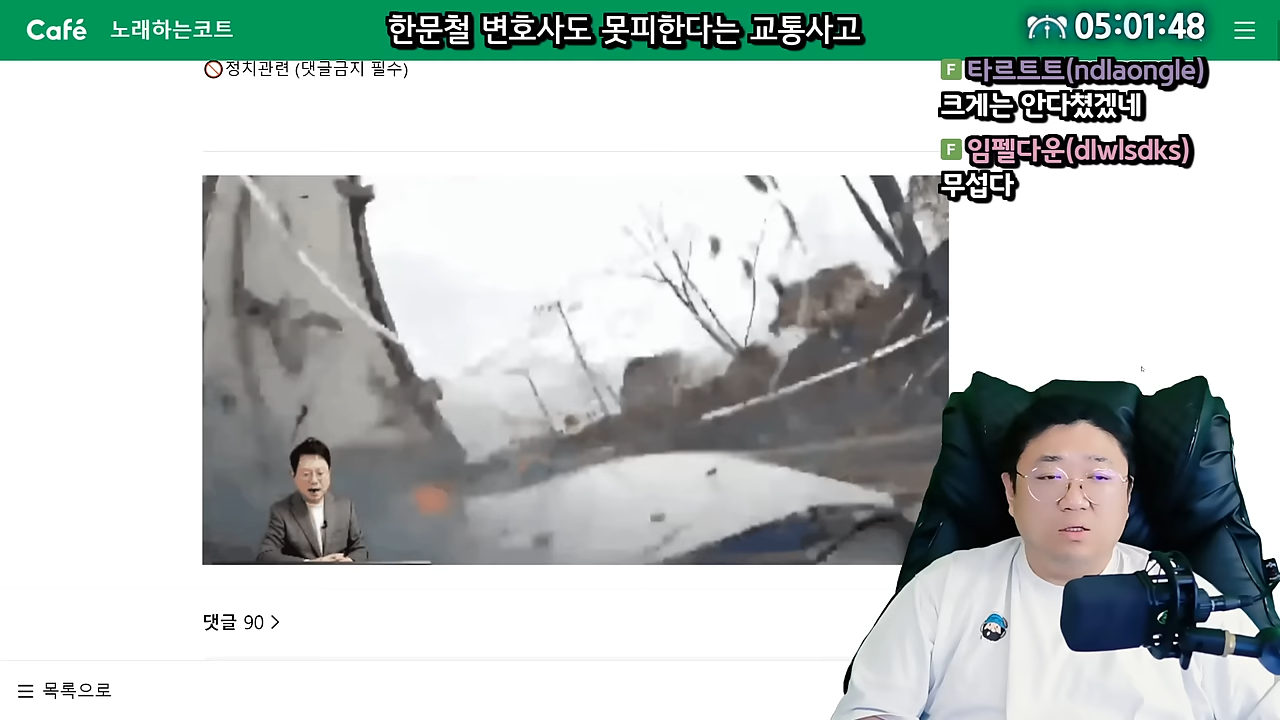 Café 노래하는코트
한문철 변호사도 못피한다는 교통사고
05:01:48
정치관련 (댓글금지 필수)
F 타르트트(ndlaongle)
크게는 안다쳤겠네
F 임펠다운(dlwlsdks)
무섭다
댓글 90 >
목록으로